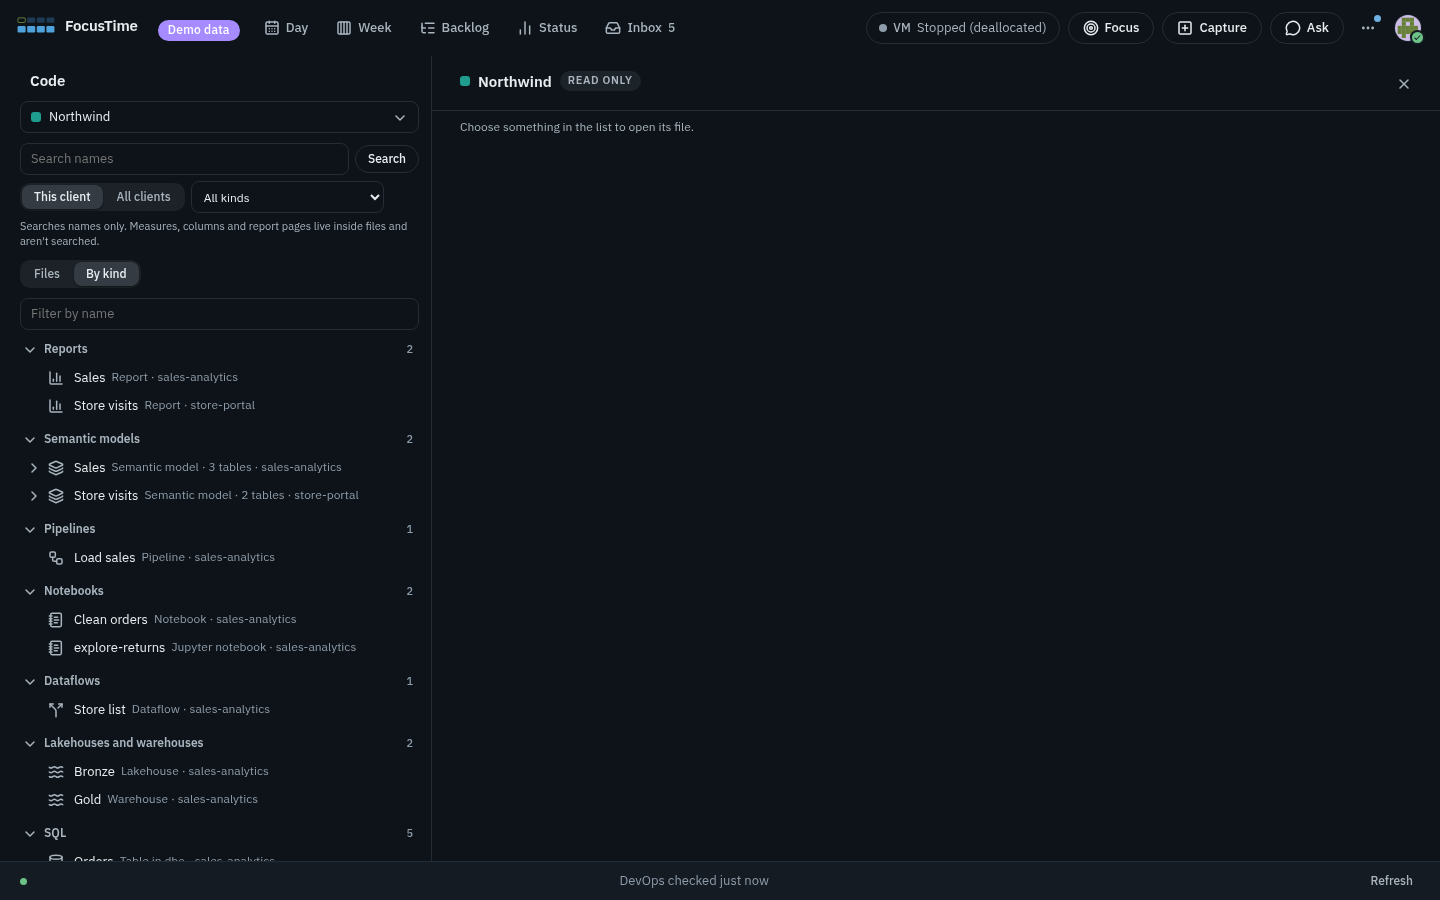 FocusTime
Demo data
Day
Week
Backlog
Status
Inbox 5
VM Stopped (deallocated)
Focus
Capture
Ask
Code
Northwind
Search names
Search
This client
All clients
All kinds
Searches names only. Measures, columns and report pages live inside files and
aren't searched.
Files
By kind
Filter by name
Reports 2
Sales Report · sales-analytics
Store visits Report · store-portal
Semantic models 2
Sales Semantic model · 3 tables · sales-analytics
Store visits Semantic model · 2 tables · store-portal
Pipelines 1
Load sales Pipeline · sales-analytics
Notebooks 2
Clean orders Notebook · sales-analytics
explore-returns Jupyter notebook · sales-analytics
Dataflows 1
Store list Dataflow · sales-analytics
Lakehouses and warehouses 2
Bronze Lakehouse · sales-analytics
Gold Warehouse · sales-analytics
SQL 5
Orders Table in dbo · sales-analytics
Northwind READ ONLY
Choose something in the list to open its file.
DevOps checked just now
Refresh